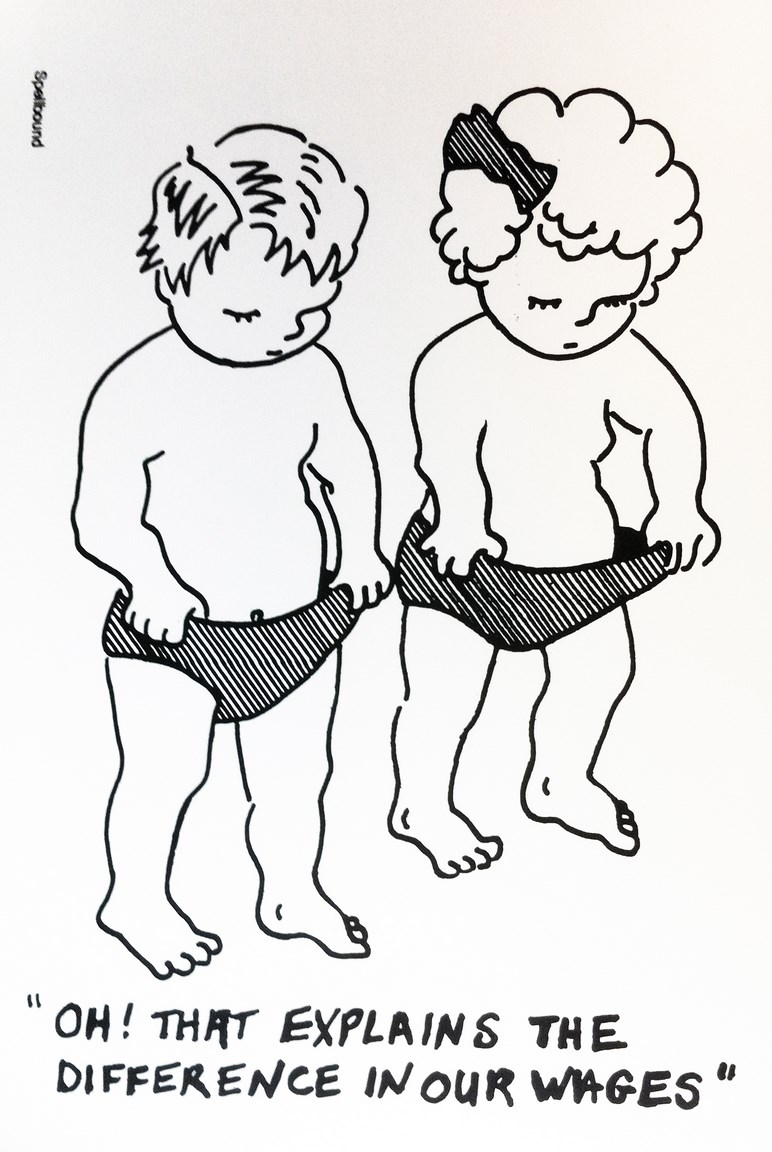 Spellbound
"OH! THAT EXPLAINS THE
DIFFERENCE IN OUR WAGES"